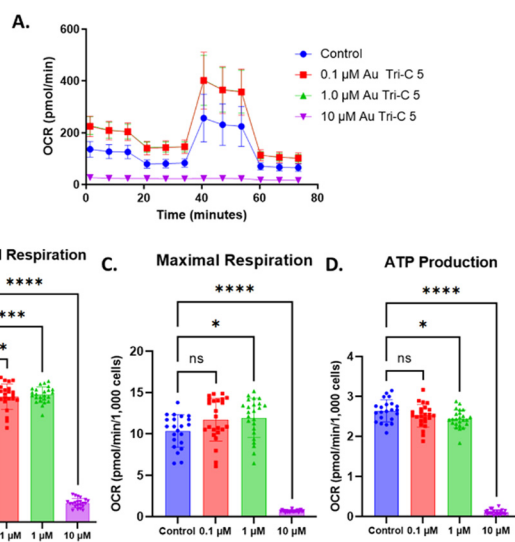 A.
600
400
200
0
OCR (pmol/min)
0 20 40 60 80
Time (minutes)
Control
0.1 µM Au Tri-C 5
1.0 µM Au Tri-C 5
10 µM Au Tri-C 5
Respiration
****
***
*
1 µM 10 µM
C.
Maximal Respiration
****
*
ns
20
15
10
5
0
OCR (pmol/min/1,000 cells)
Control 0.1 µM 1 µM 10 µM
D.
ATP Production
****
*
ns
4
3
2
1
0
OCR (pmol/min/1,000 cells)
Control 0.1 µM 1 µM 10 µM